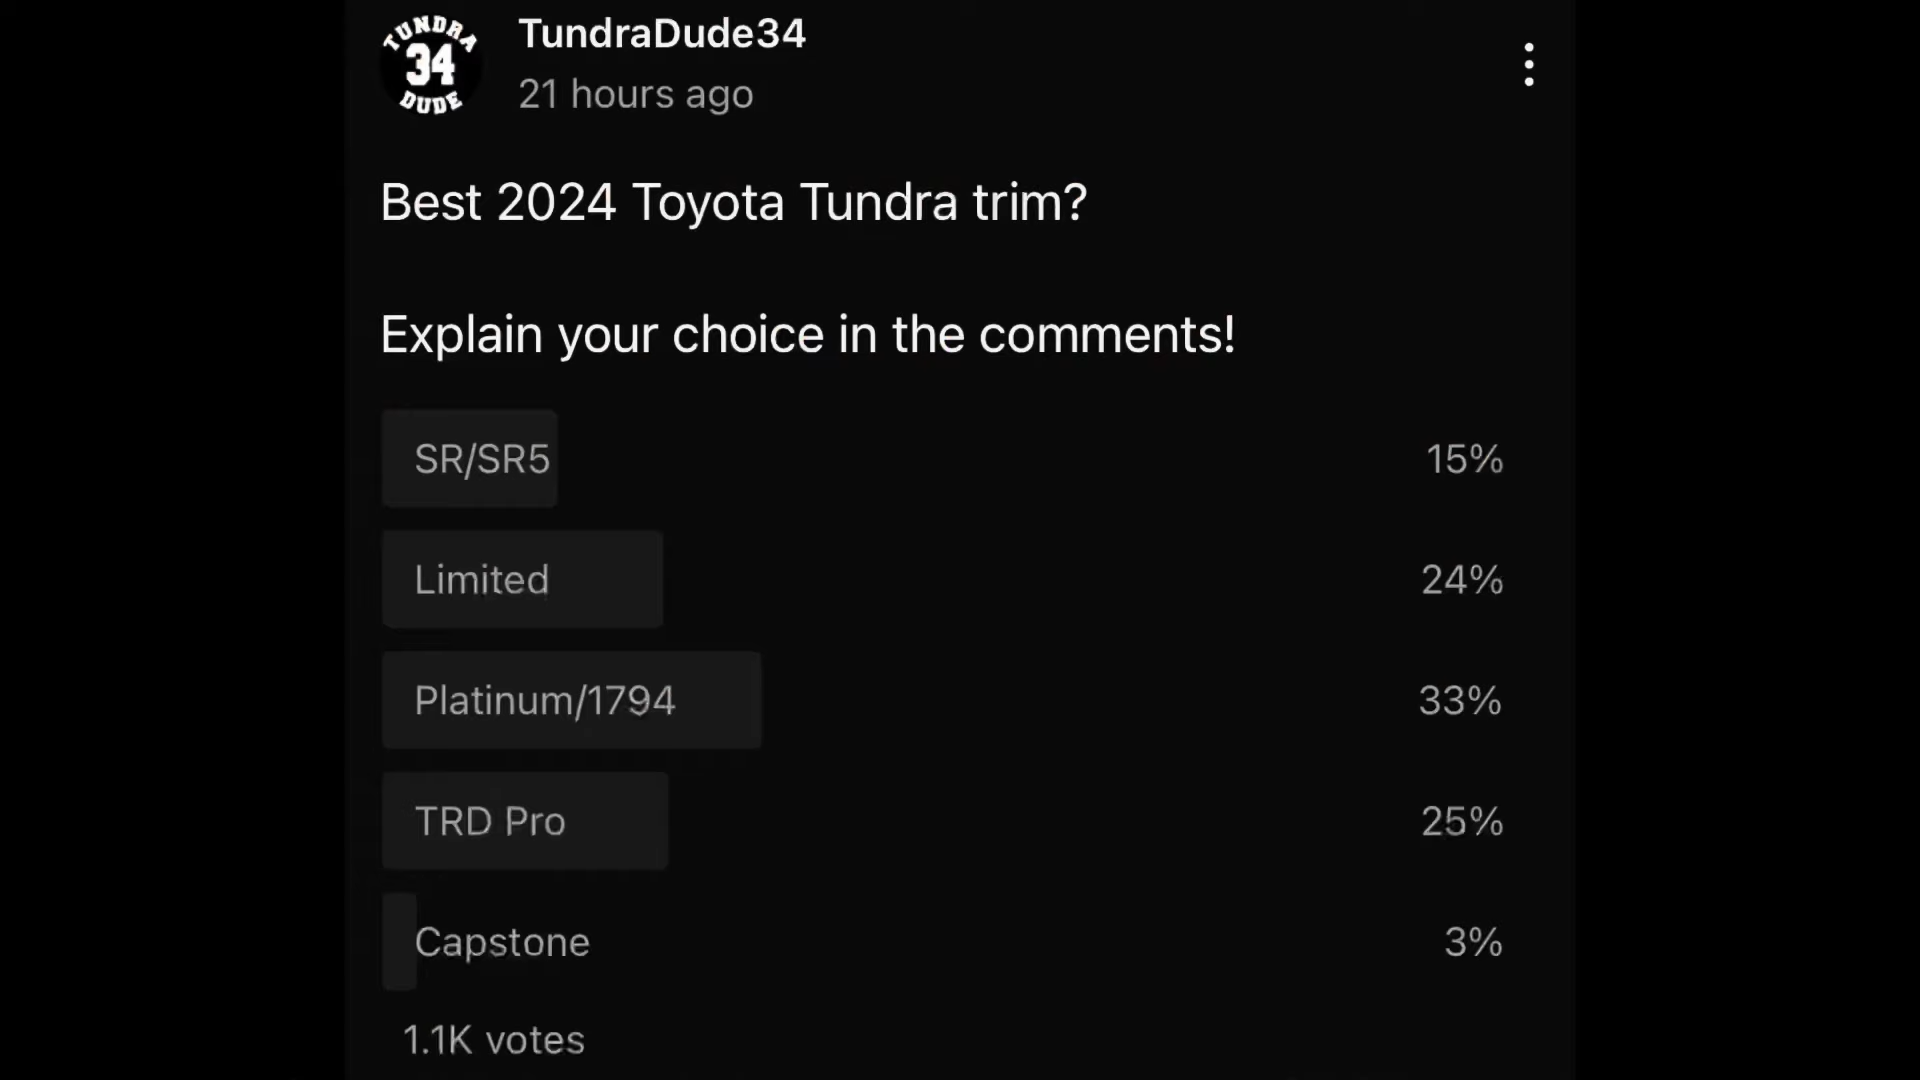 TUNDRA
34
DUDE
TundraDude34
21 hours ago
Best 2024 Toyota Tundra trim?
Explain your choice in the comments!
SR/SR5 15%
Limited 24%
Platinum/1794 33%
TRD Pro 25%
Capstone 3%
1.1K votes